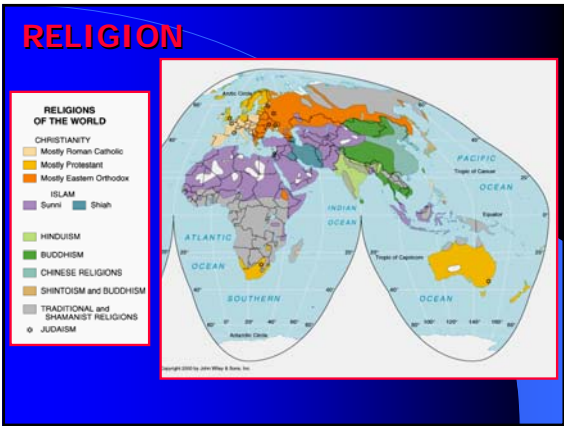 RELIGION
RELIGIONS
OF THE WORLD
CHRISTIANITY
Mostly Roman Catholic
Mostly Protestant
Mostly Eastern Orthodox
ISLAM
Sunni Shiah
HINDUISM
BUDDHISM
CHINESE RELIGIONS
SHINTOISM and BUDDHISM
TRADITIONAL and
SHAMANIST RELIGIONS
JUDAISM
Arctic Circle
PACIFIC
Tropic of Cancer
OCEAN
INDIAN
OCEAN
Equator
ATLANTIC
OCEAN
Tropic of Capricorn
SOUTHERN
OCEAN
Antarctic Circle
Copyright 2000 by John Wiley & Sons, Inc